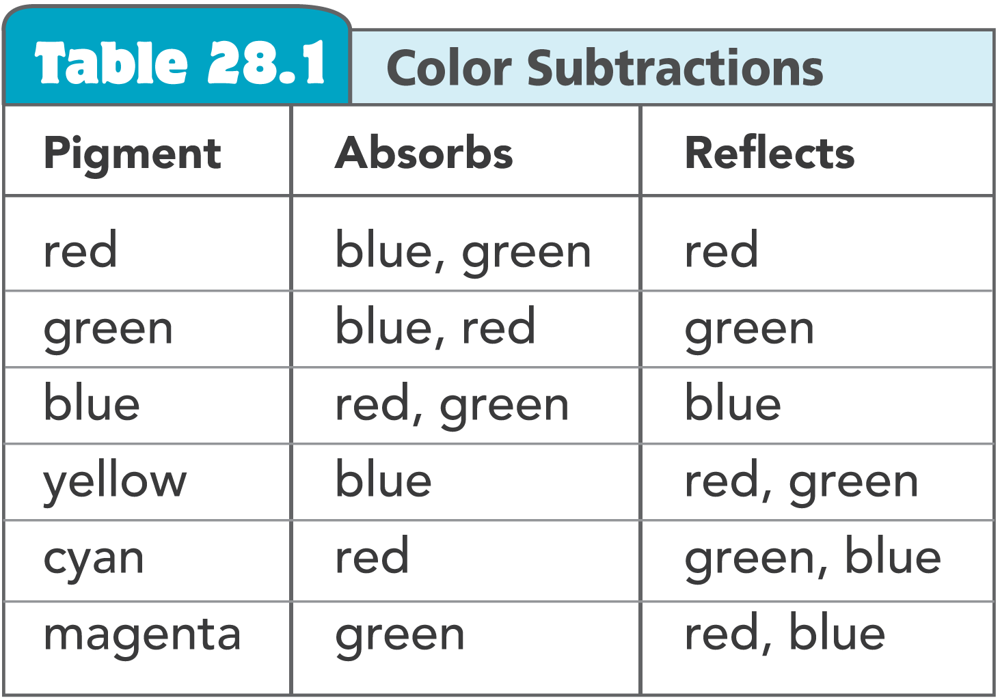 Table 28.1 Color Subtractions
Pigment Absorbs Reflects
red blue, green red
green blue, red green
blue red, green blue
yellow blue red, green
cyan red green, blue
magenta green red, blue